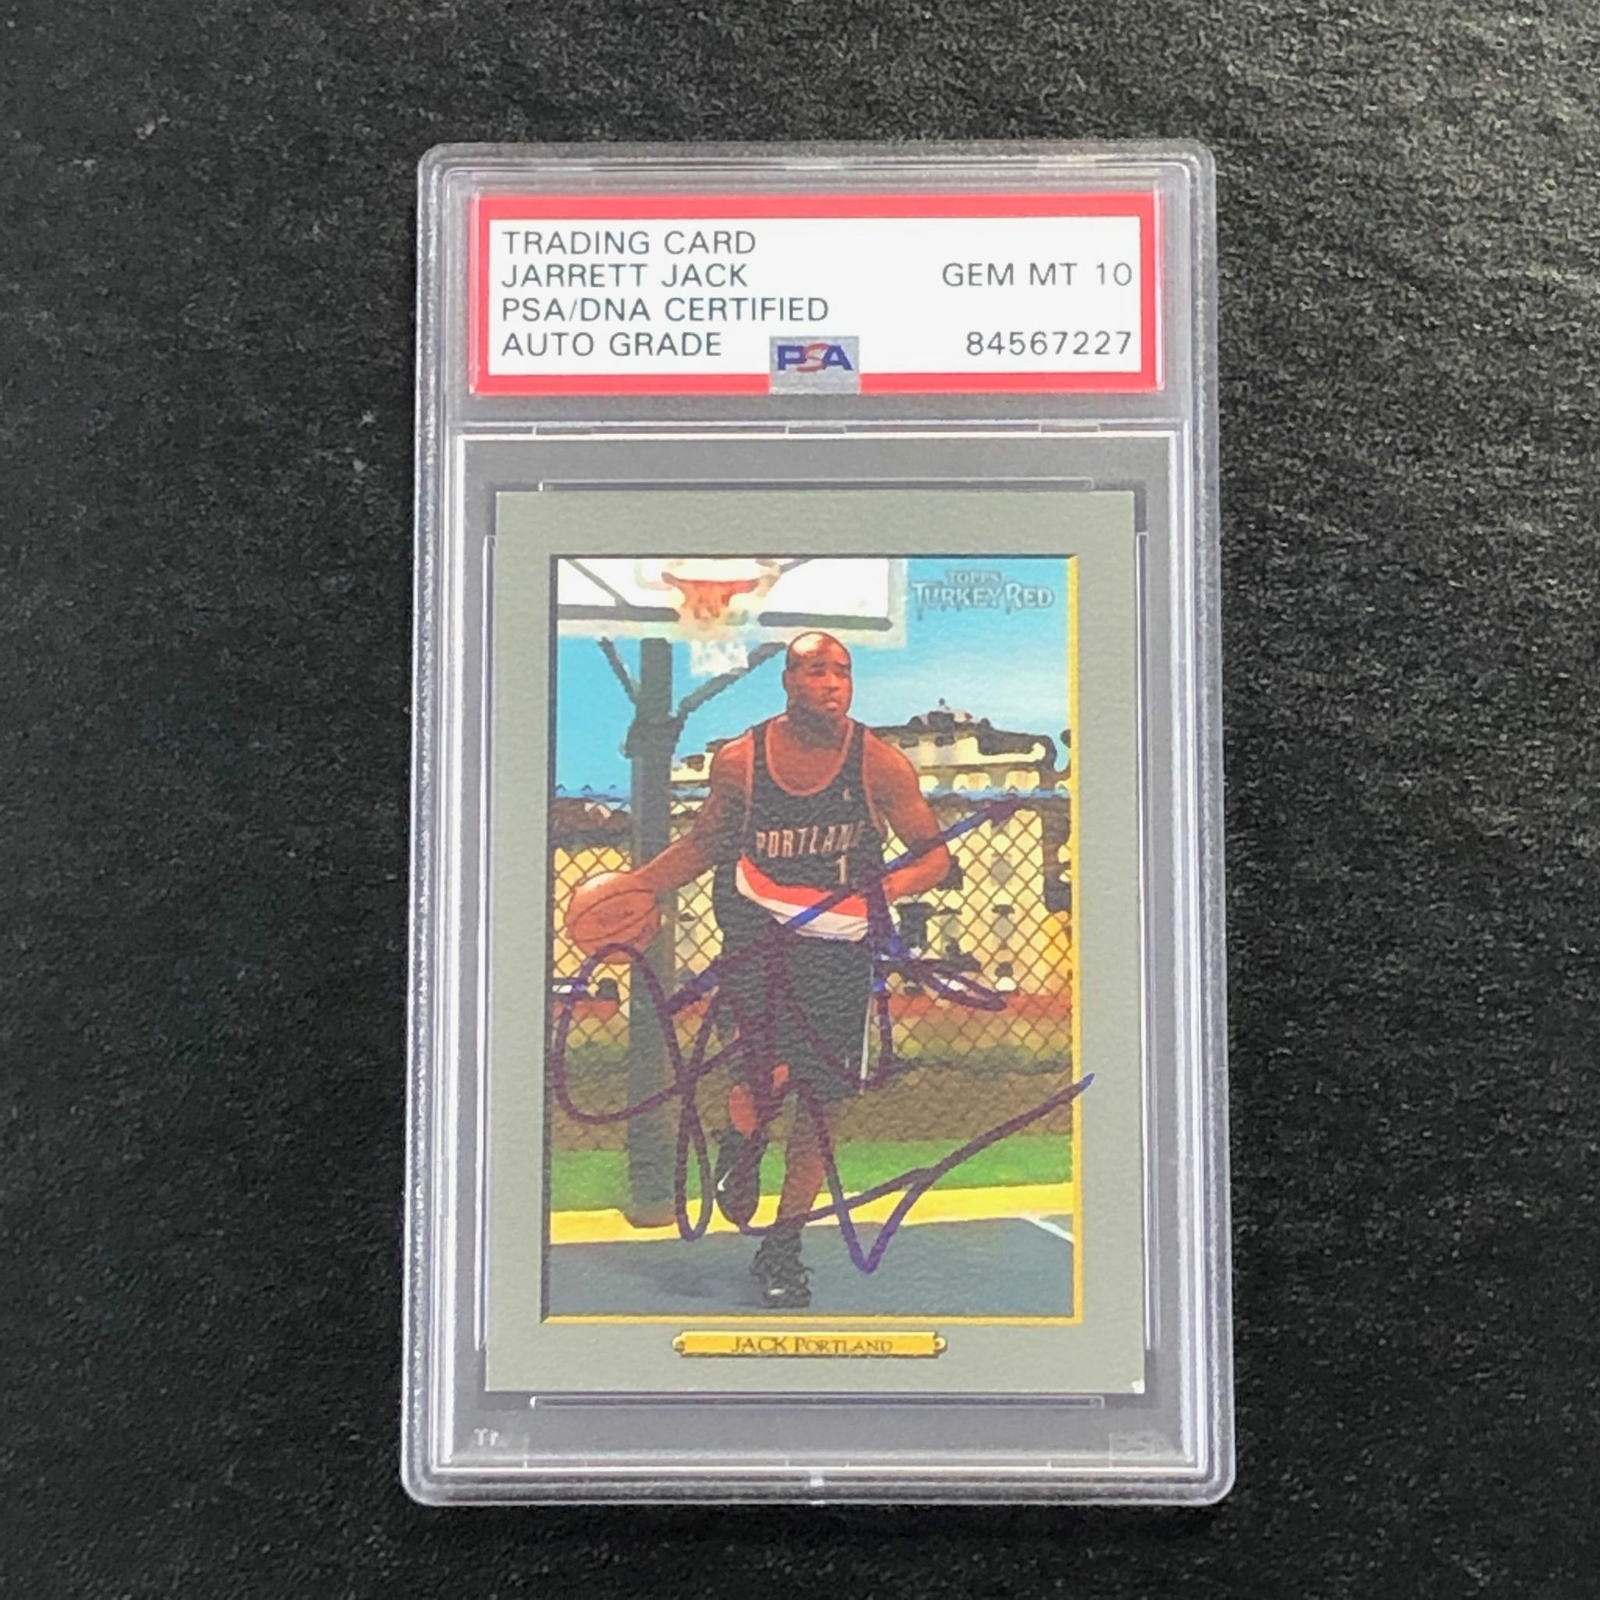 TRADING CARD
JARRETT JACK GEM MT 10
PSA/DNA CERTIFIED
AUTO GRADE PSA 84567227
TOPPS
TURKEY RED
PORTLAND
1
JACK PORTLAND